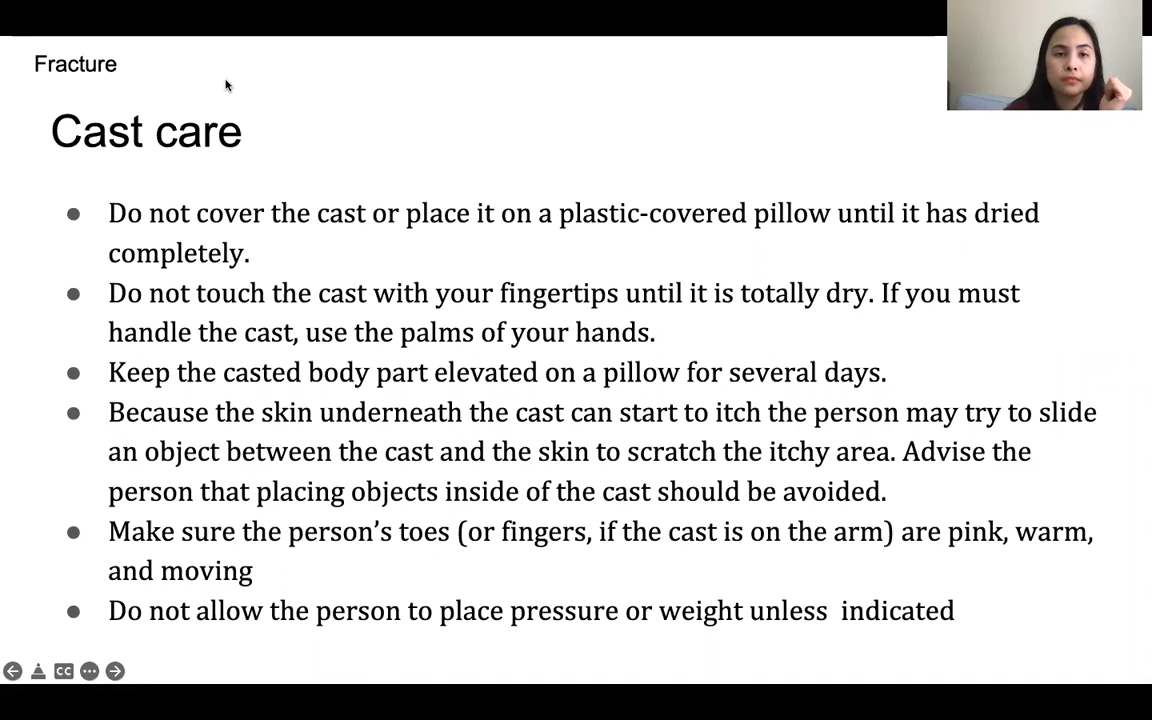 Fracture
Cast care
● Do not cover the cast or place it on a plastic-covered pillow until it has dried
completely.
● Do not touch the cast with your fingertips until it is totally dry. If you must
handle the cast, use the palms of your hands.
● Keep the casted body part elevated on a pillow for several days.
● Because the skin underneath the cast can start to itch the person may try to slide
an object between the cast and the skin to scratch the itchy area. Advise the
person that placing objects inside of the cast should be avoided.
● Make sure the person’s toes (or fingers, if the cast is on the arm) are pink, warm,
and moving
● Do not allow the person to place pressure or weight unless  indicated
CC